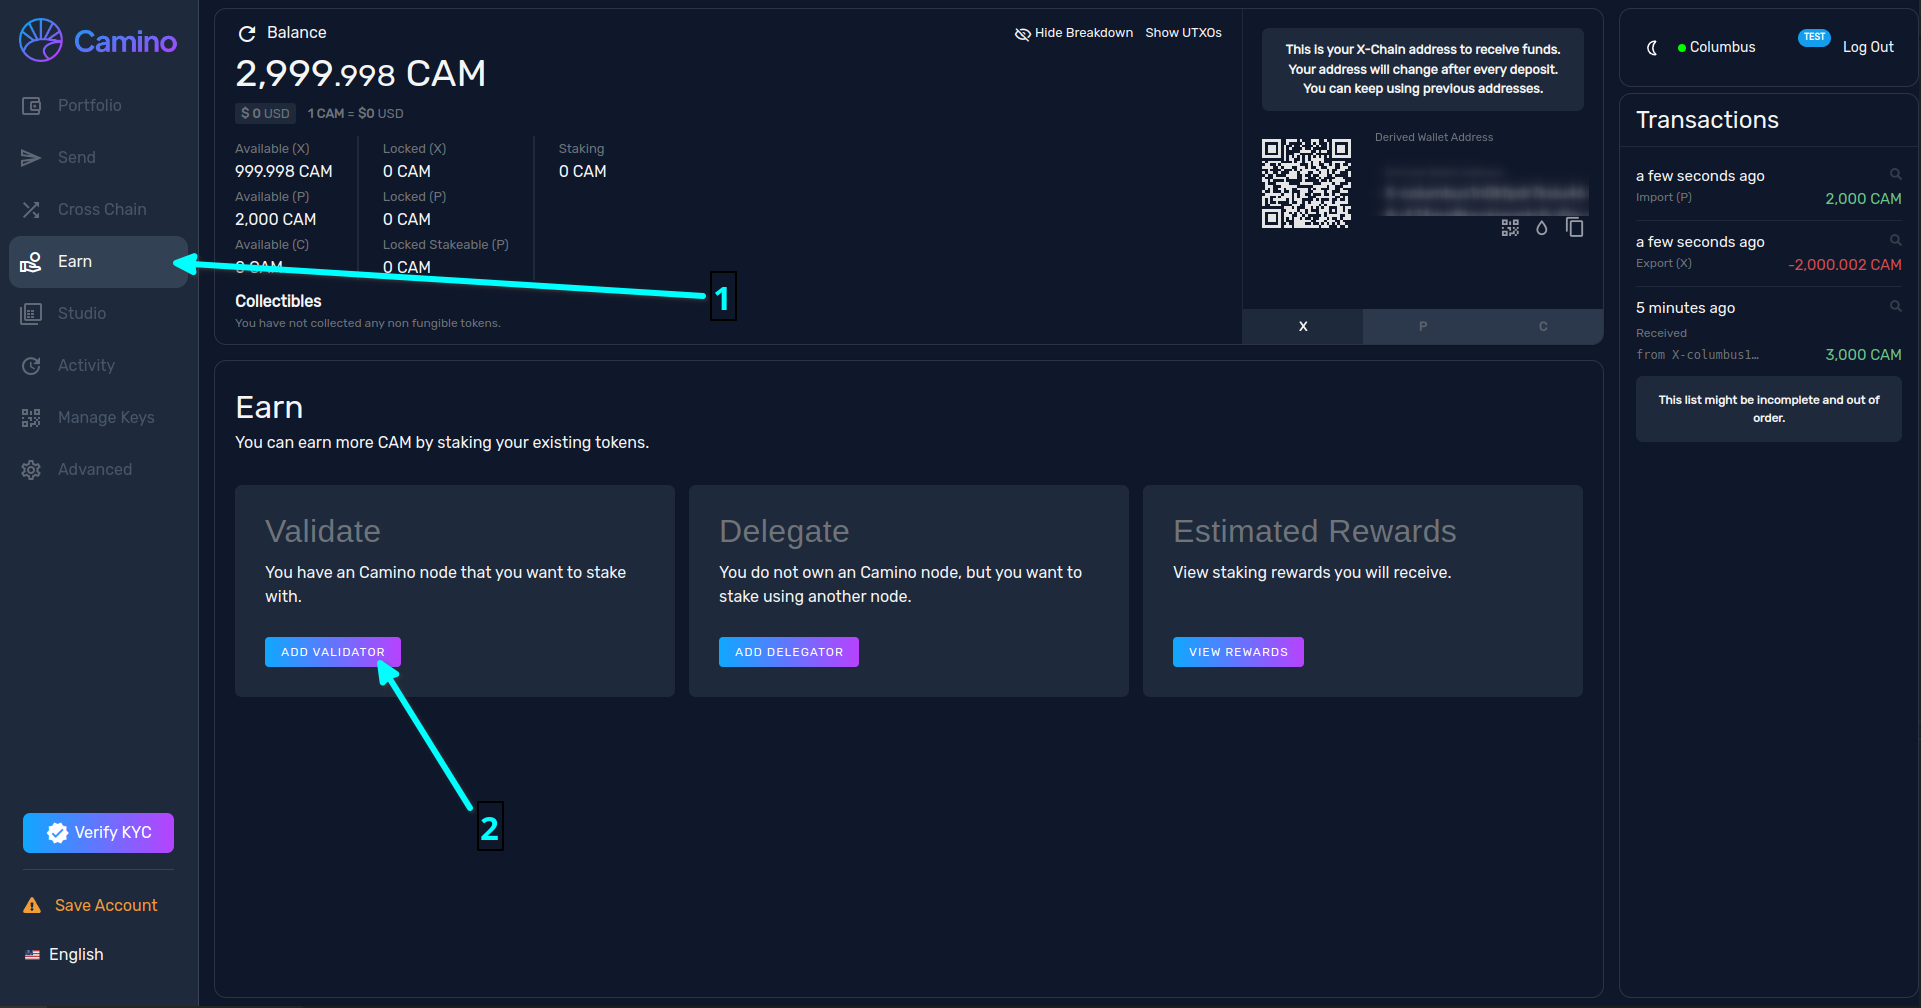 Camino
Portfolio
Send
Cross Chain
Earn
Studio
Activity
Manage Keys
Advanced
Verify KYC
Save Account
English
Balance
Hide Breakdown
Show UTXOs
2,999.998 CAM
$ 0 USD
1 CAM = $0 USD
Available (X)
999.998 CAM
Available (P)
2,000 CAM
Available (C)
0 CAM
Locked (X)
0 CAM
Locked (P)
0 CAM
Locked Stakeable (P)
0 CAM
Staking
0 CAM
1
Collectibles
You have not collected any non fungible tokens.
This is your X-Chain address to receive funds.
Your address will change after every deposit.
You can keep using previous addresses.
Derived Wallet Address
X
P
C
Earn
You can earn more CAM by staking your existing tokens.
Validate
You have an Camino node that you want to stake
with.
ADD VALIDATOR
2
Delegate
You do not own an Camino node, but you want to
stake using another node.
ADD DELEGATOR
Estimated Rewards
View staking rewards you will receive.
VIEW REWARDS
Columbus
TEST
Log Out
Transactions
a few seconds ago
Import (P)
2,000 CAM
a few seconds ago
Export (X)
-2,000.002 CAM
5 minutes ago
Received
from X-columbus1…
3,000 CAM
This list might be incomplete and out of
order.